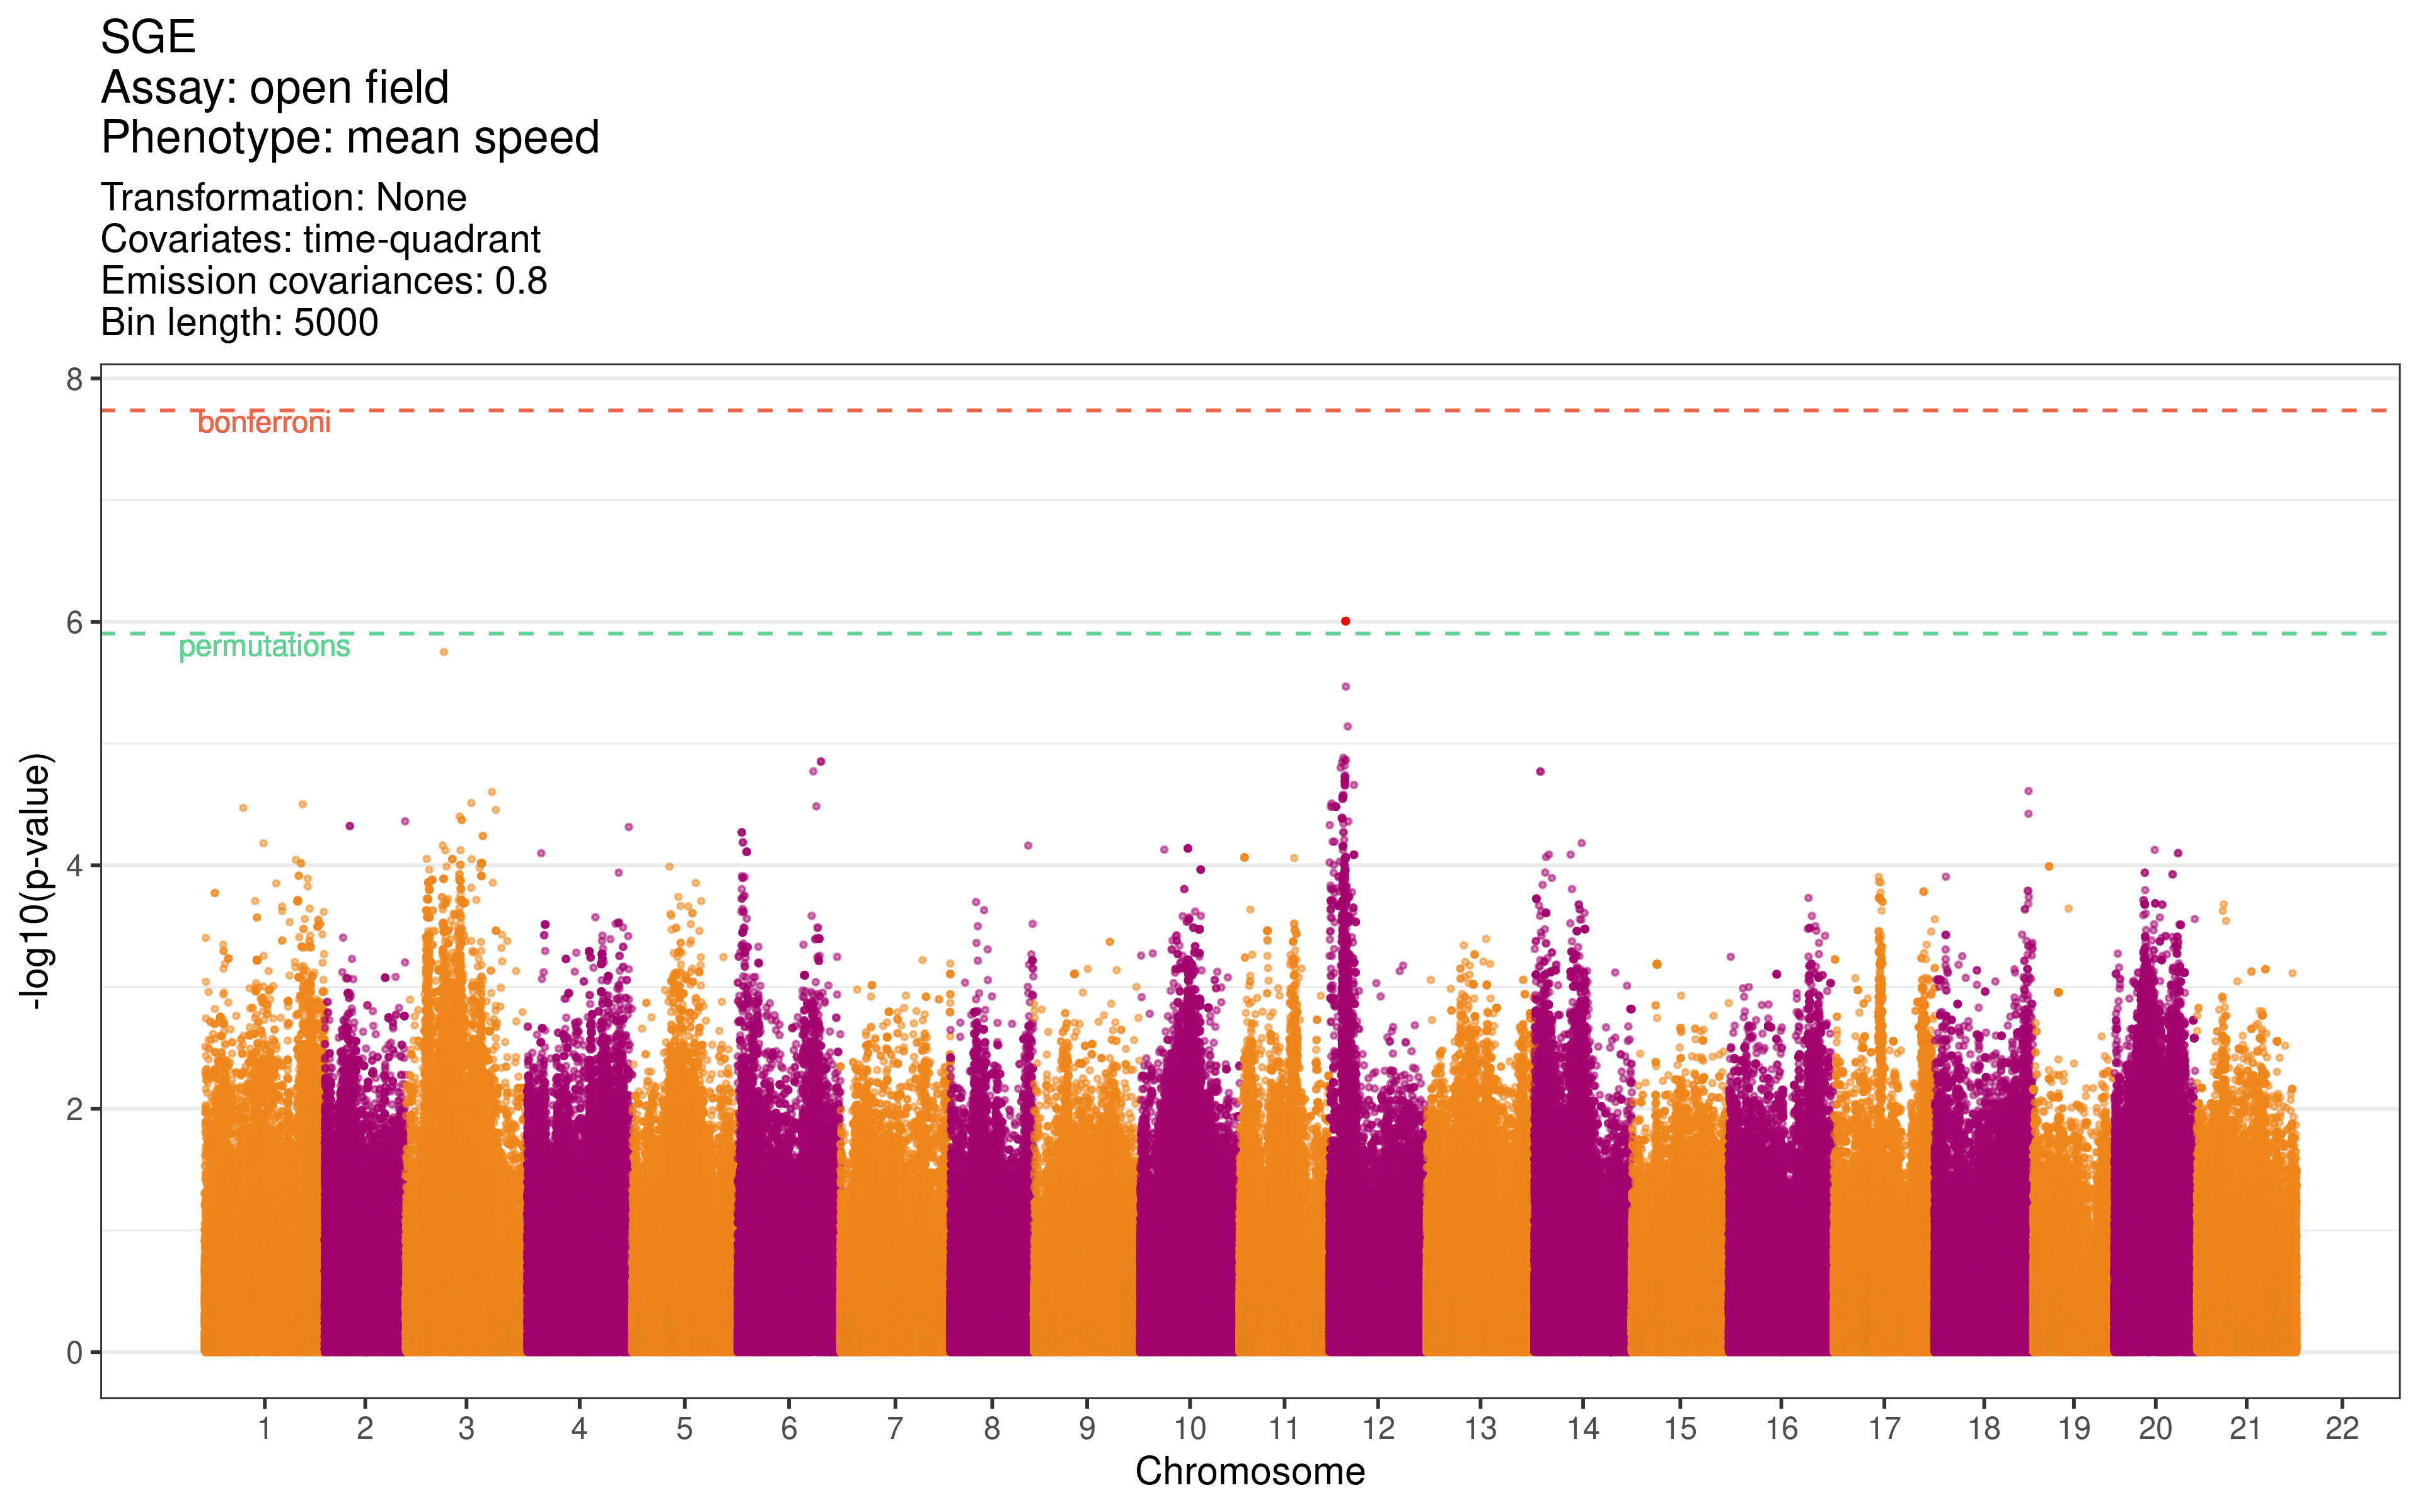 SGE
Assay: open field
Phenotype: mean speed
Transformation: None
Covariates: time-quadrant
Emission covariances: 0.8
Bin length: 5000
8
bonferroni
6
permutations
4
2
0
-log10(p-value)
1 2 3 4 5 6 7 8 9 10 11 12 13 14 15 16 17 18 19 20 21 22
Chromosome